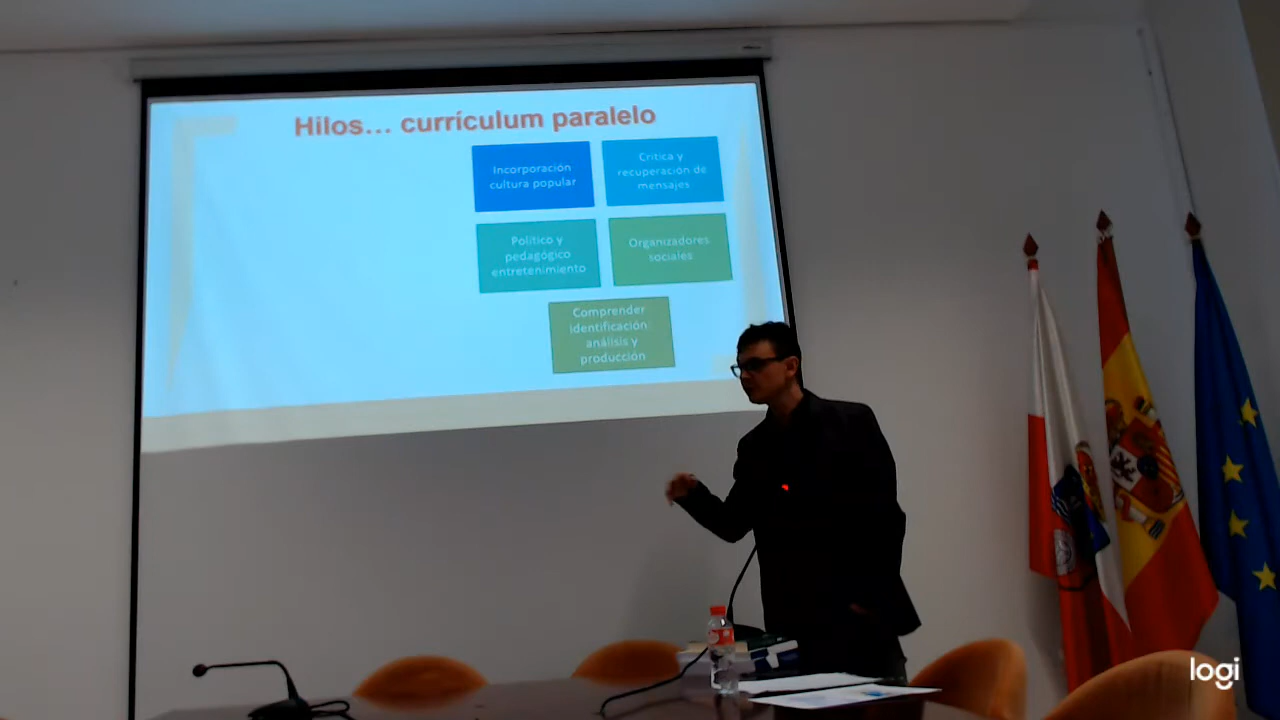 Hilos... currículum paralelo
Incorporación
cultura popular
Crítica y
recuperación de
mensajes
Político y
pedagógico
entretenimiento
Organizadores
sociales
Comprender
identificación
análisis y
producción
logi